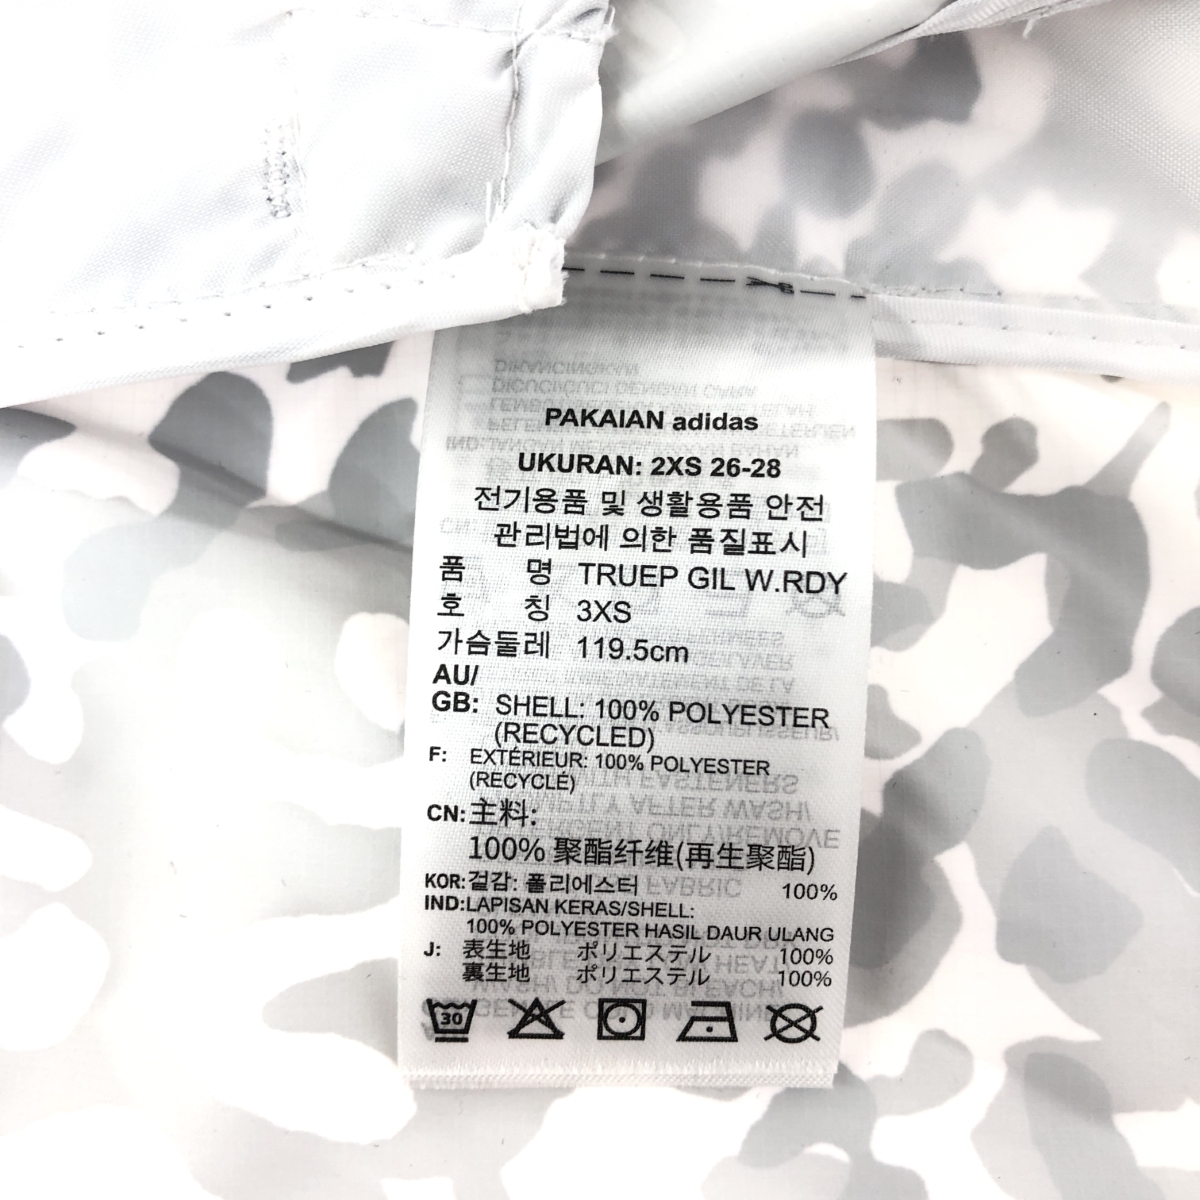 PAKAIAN adidas
UKURAN: 2XS 26-28
전기용품 및 생활용품 안전
관리법에 의한 품질표시
품 명 TRUEP GIL W.RDY
호 칭 3XS
가슴둘레 119.5cm
AU/
GB: SHELL: 100% POLYESTER
(RECYCLED)
F: EXTÉRIEUR: 100% POLYESTER
(RECYCLÉ)
CN: 主料:
100% 聚酯纤维(再生聚酯)
KOR: 겉감: 폴리에스터 100%
IND: LAPISAN KERAS/SHELL:
100% POLYESTER HASIL DAUR ULANG
J: 表生地 ポリエステル 100%
裏生地 ポリエステル 100%
30